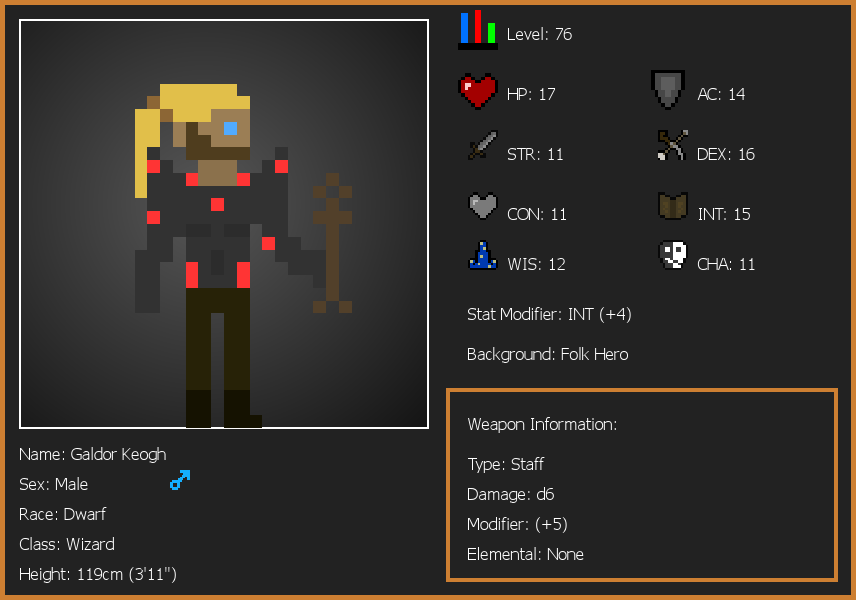 Level: 76
HP: 17
AC: 14
STR: 11
DEX: 16
CON: 11
INT: 15
WIS: 12
CHA: 11
Stat Modifier: INT (+4)
Background: Folk Hero
Weapon Information:
Type: Staff
Damage: d6
Modifier: (+5)
Elemental: None
Name: Galdor Keogh
Sex: Male
Race: Dwarf
Class: Wizard
Height: 119cm (3'11")